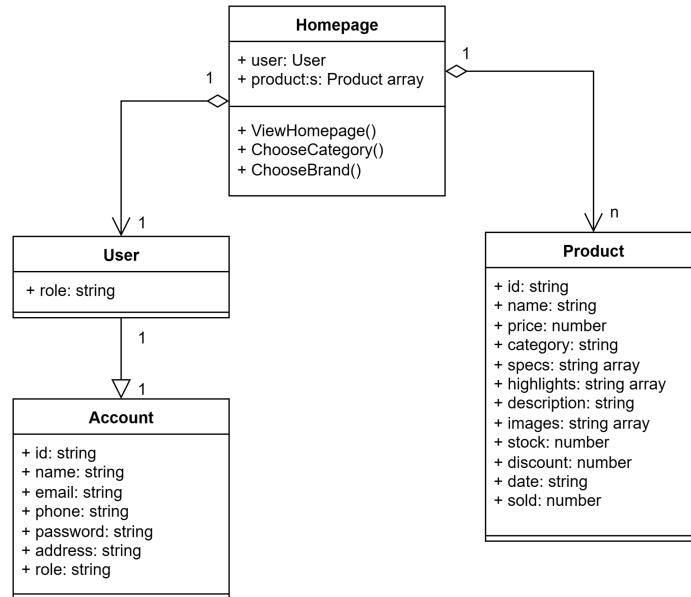 Homepage
+ user: User
+ product:s: Product array
+ ViewHomepage()
+ ChooseCategory()
+ ChooseBrand()
1
1
1
n
User
+ role: string
1
1
Account
+ id: string
+ name: string
+ email: string
+ phone: string
+ password: string
+ address: string
+ role: string
Product
+ id: string
+ name: string
+ price: number
+ category: string
+ specs: string array
+ highlights: string array
+ description: string
+ images: string array
+ stock: number
+ discount: number
+ date: string
+ sold: number